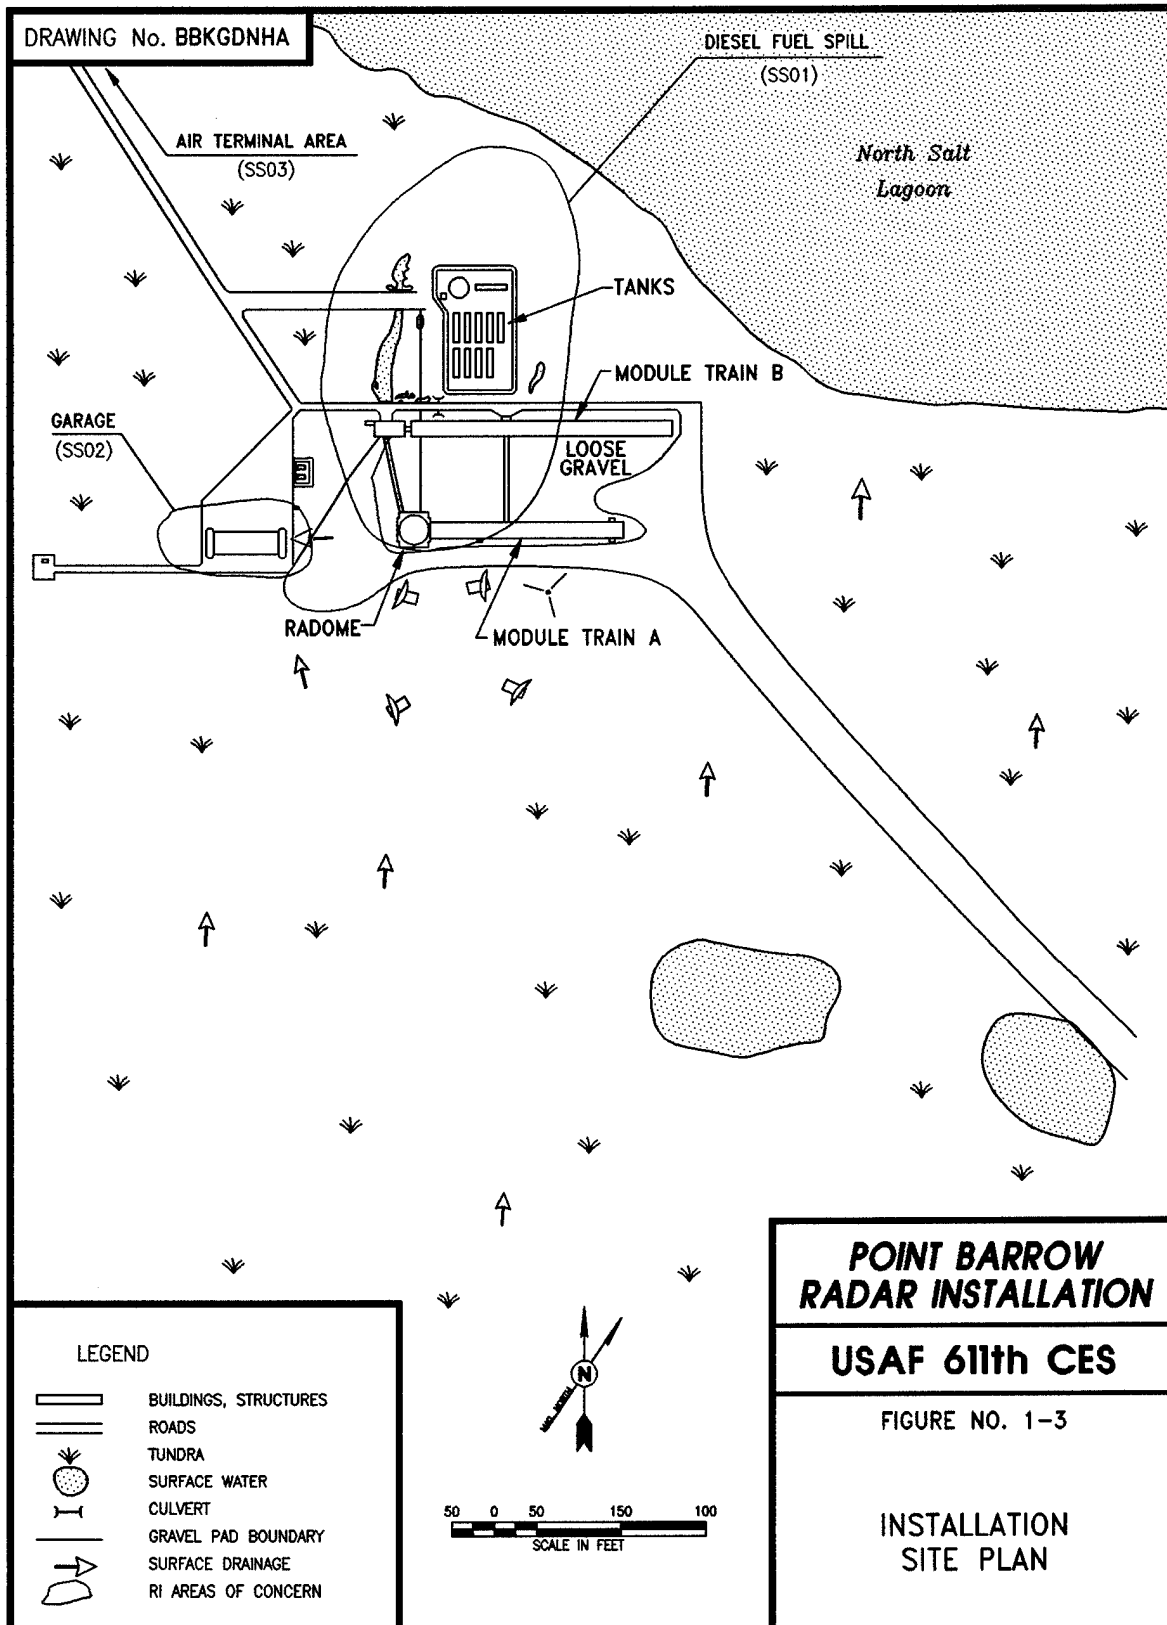 DRAWING No. BBKGDNHA
DIESEL FUEL SPILL
(SS01)
AIR TERMINAL AREA
(SS03)
North Salt
Lagoon
TANKS
MODULE TRAIN B
GARAGE
(SS02)
LOOSE
GRAVEL
RADOME
MODULE TRAIN A
POINT BARROW
RADAR INSTALLATION
USAF 611th CES
FIGURE NO. 1-3
INSTALLATION
SITE PLAN
LEGEND
BUILDINGS, STRUCTURES
ROADS
TUNDRA
SURFACE WATER
CULVERT
GRAVEL PAD BOUNDARY
SURFACE DRAINAGE
RI AREAS OF CONCERN
N
MAG NORTH
50 0 50 150 100
SCALE IN FEET